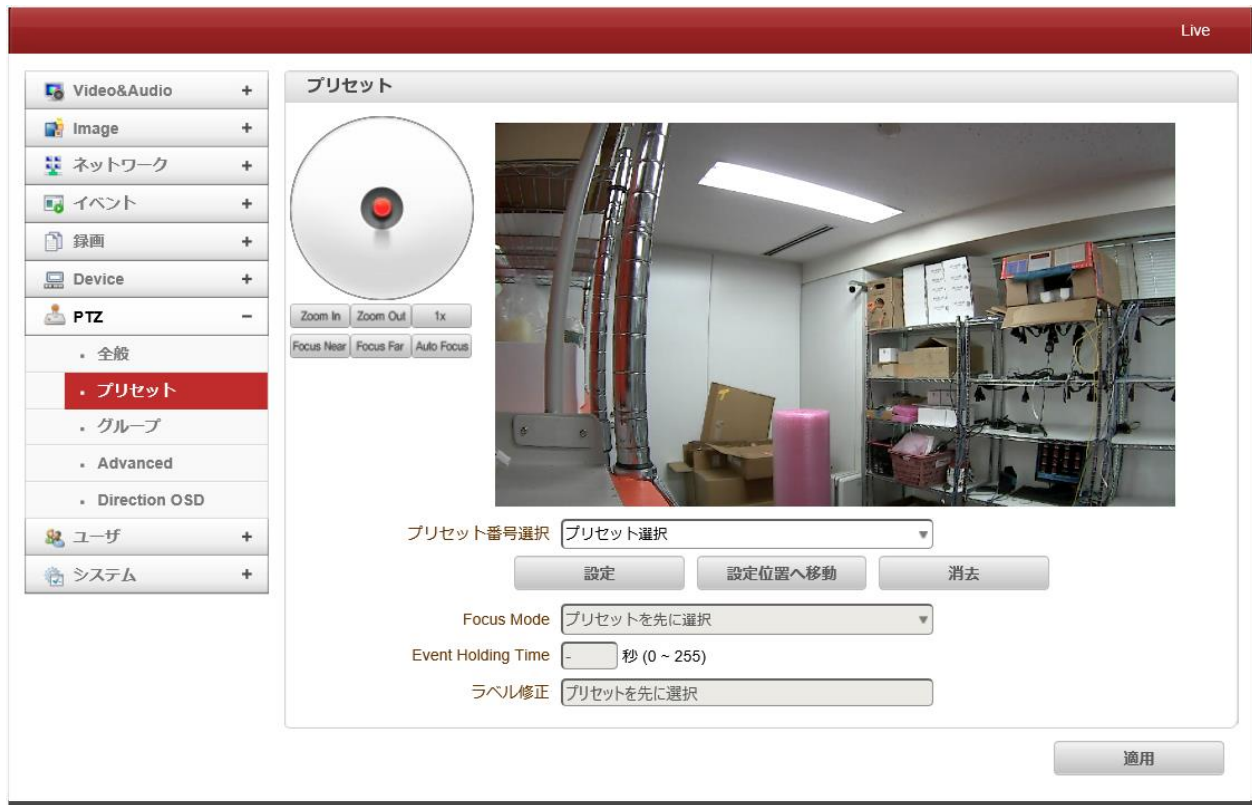 Live
Video&Audio +
Image +
ネットワーク +
イベント +
録画 +
Device +
PTZ −
全般
プリセット
グループ
Advanced
Direction OSD
ユーザ +
システム +
プリセット
Zoom In Zoom Out 1x
Focus Near Focus Far Auto Focus
プリセット番号選択 プリセット選択
設定 設定位置へ移動 消去
Focus Mode プリセットを先に選択
Event Holding Time - 秒 (0 ~ 255)
ラベル修正 プリセットを先に選択
適用